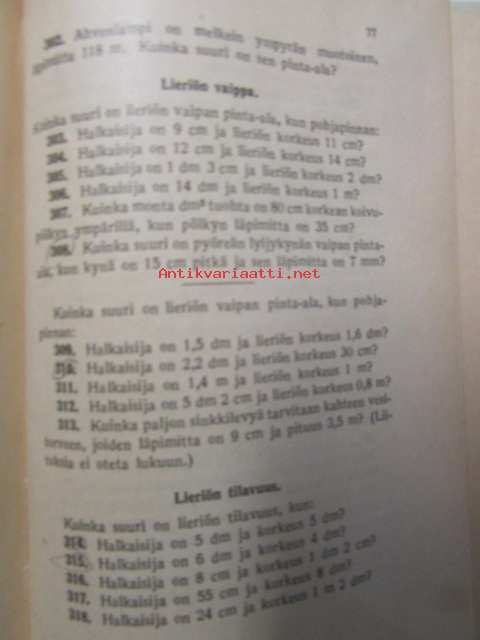 77
302. Ahvenlampi on melkein ympyrän muotoinen,
läpimitta 118 m. Kuinka suuri on sen pinta-ala?
Lieriön vaippa.
Kuinka suuri on lieriön vaipan pinta-ala, kun pohjapinnan:
303. Halkaisija on 9 cm ja lieriön korkeus 11 cm?
304. Halkaisija on 12 cm ja lieriön korkeus 14 cm?
305. Halkaisija on 1 dm 3 cm ja lieriön korkeus 2 dm?
306. Halkaisija on 14 dm ja lieriön korkeus 1 m?
307. Kuinka monta dm² tuohta on 80 cm korkean koivu-
pölkyn ympärillä, kun pölkyn läpimitta on 35 cm?
308. Kuinka suuri on pyöreän lyijykynän vaipan pinta-
ala, kun kynä on 15 cm pitkä ja sen läpimitta on 7 mm?
Antikvariaatti.net
Kuinka suuri on lieriön vaipan pinta-ala, kun pohja-
pinnan:
309. Halkaisija on 1,5 dm ja lieriön korkeus 1,6 dm?
310. Halkaisija on 2,2 dm ja lieriön korkeus 30 cm?
311. Halkaisija on 1,4 m ja lieriön korkeus 1 m?
312. Halkaisija on 5 dm 2 cm ja lieriön korkeus 0,8 m?
313. Kuinka paljon sinkkilevyä tarvitaan kahteen vesi-
torveen, joiden läpimitta on 9 cm ja pituus 3,5 m? (Lii-
toksia ei oteta lukuun.)
Lieriön tilavuus.
Kuinka suuri on lieriön tilavuus, kun:
314. Halkaisija on 5 dm ja korkeus 5 dm?
315. Halkaisija on 6 dm ja korkeus 4 dm?
316. Halkaisija on 8 cm ja korkeus 1 dm 2 cm?
317. Halkaisija on 55 cm ja korkeus 8 dm?
318. Halkaisija on 24 cm ja korkeus 1 m 2 dm?